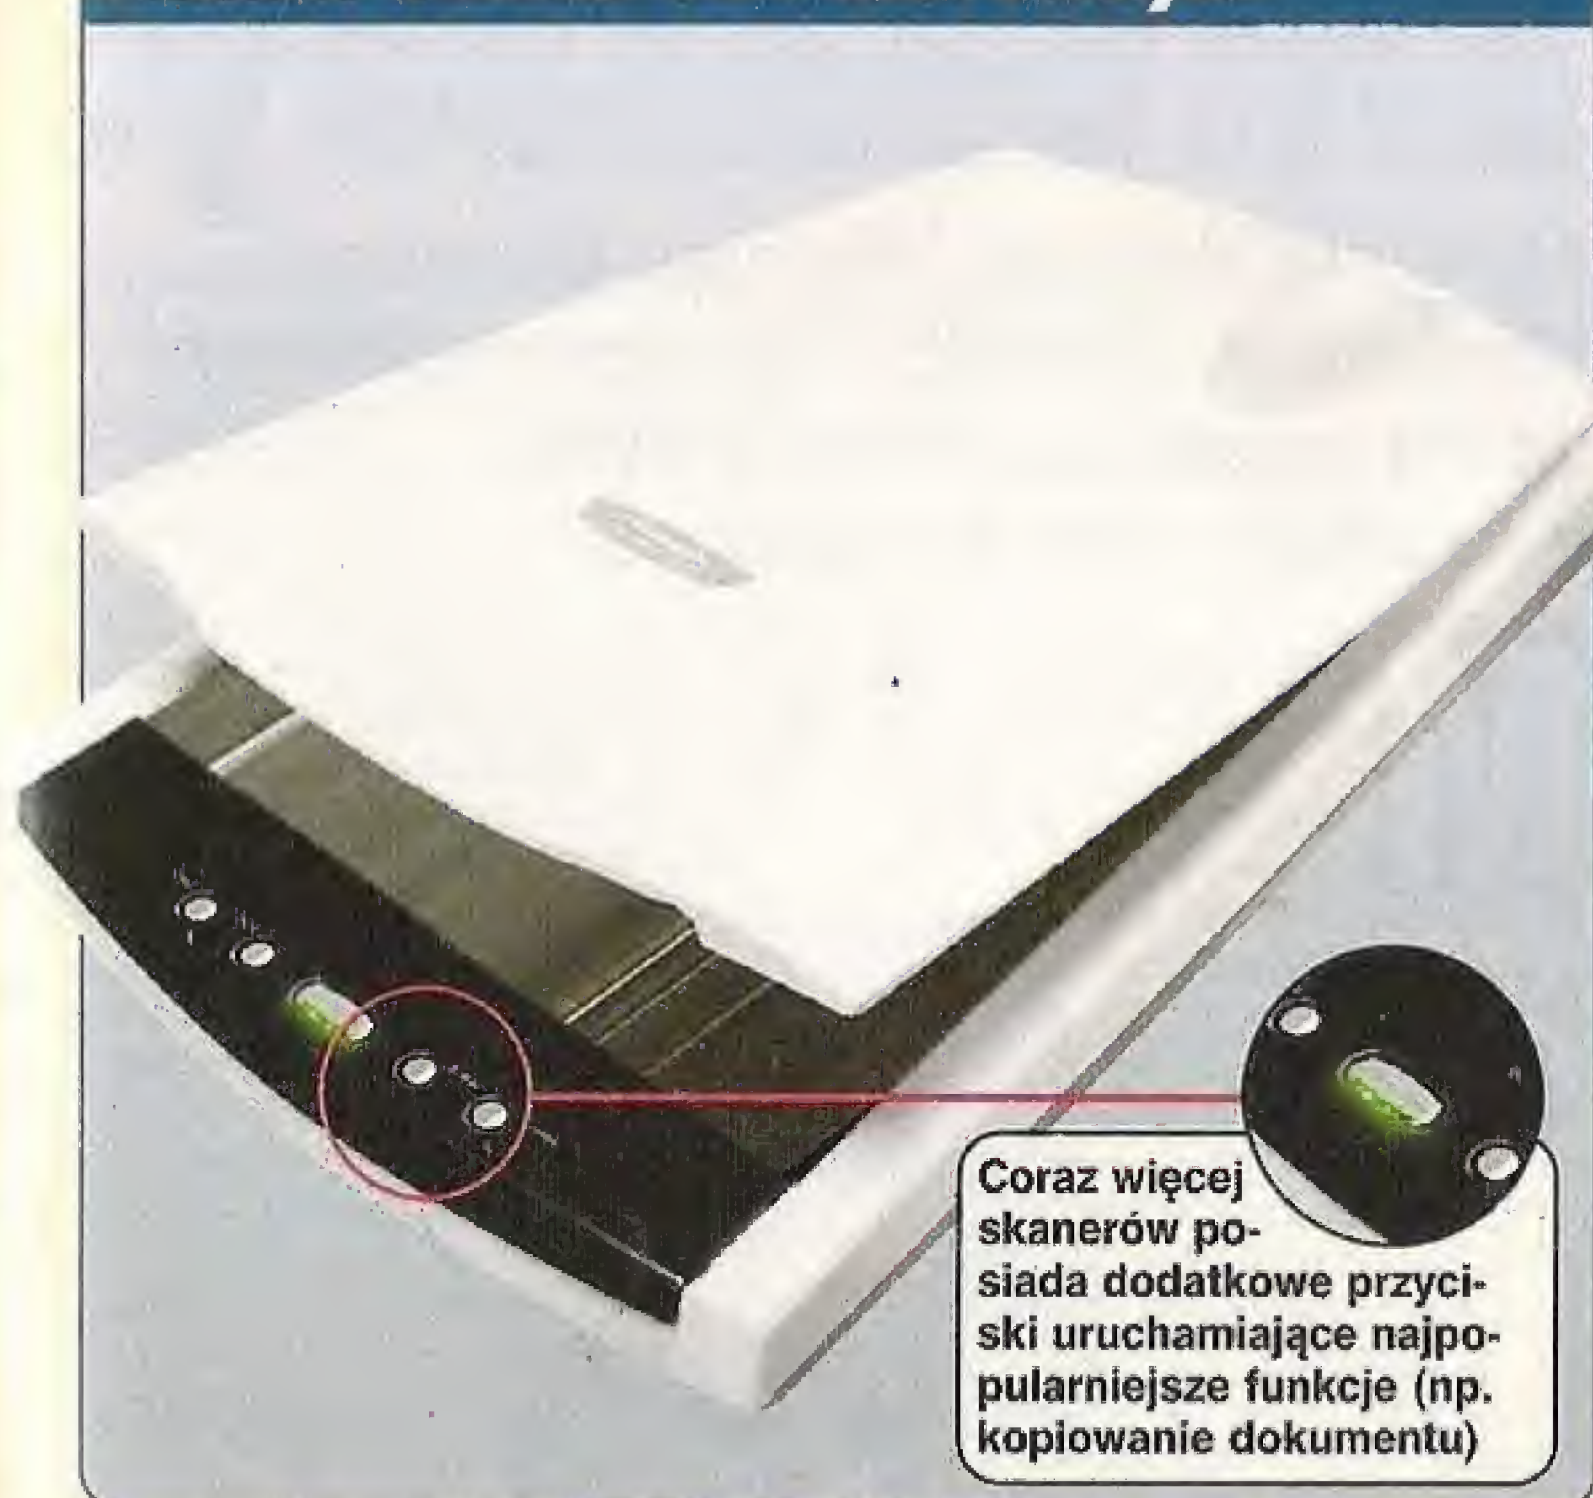 Coraz więcej
skanerów po-
siada dodatkowe przyci-
ski uruchamiające najpo-
pularniejsze funkcje (np.
kopiowanie dokumentu)